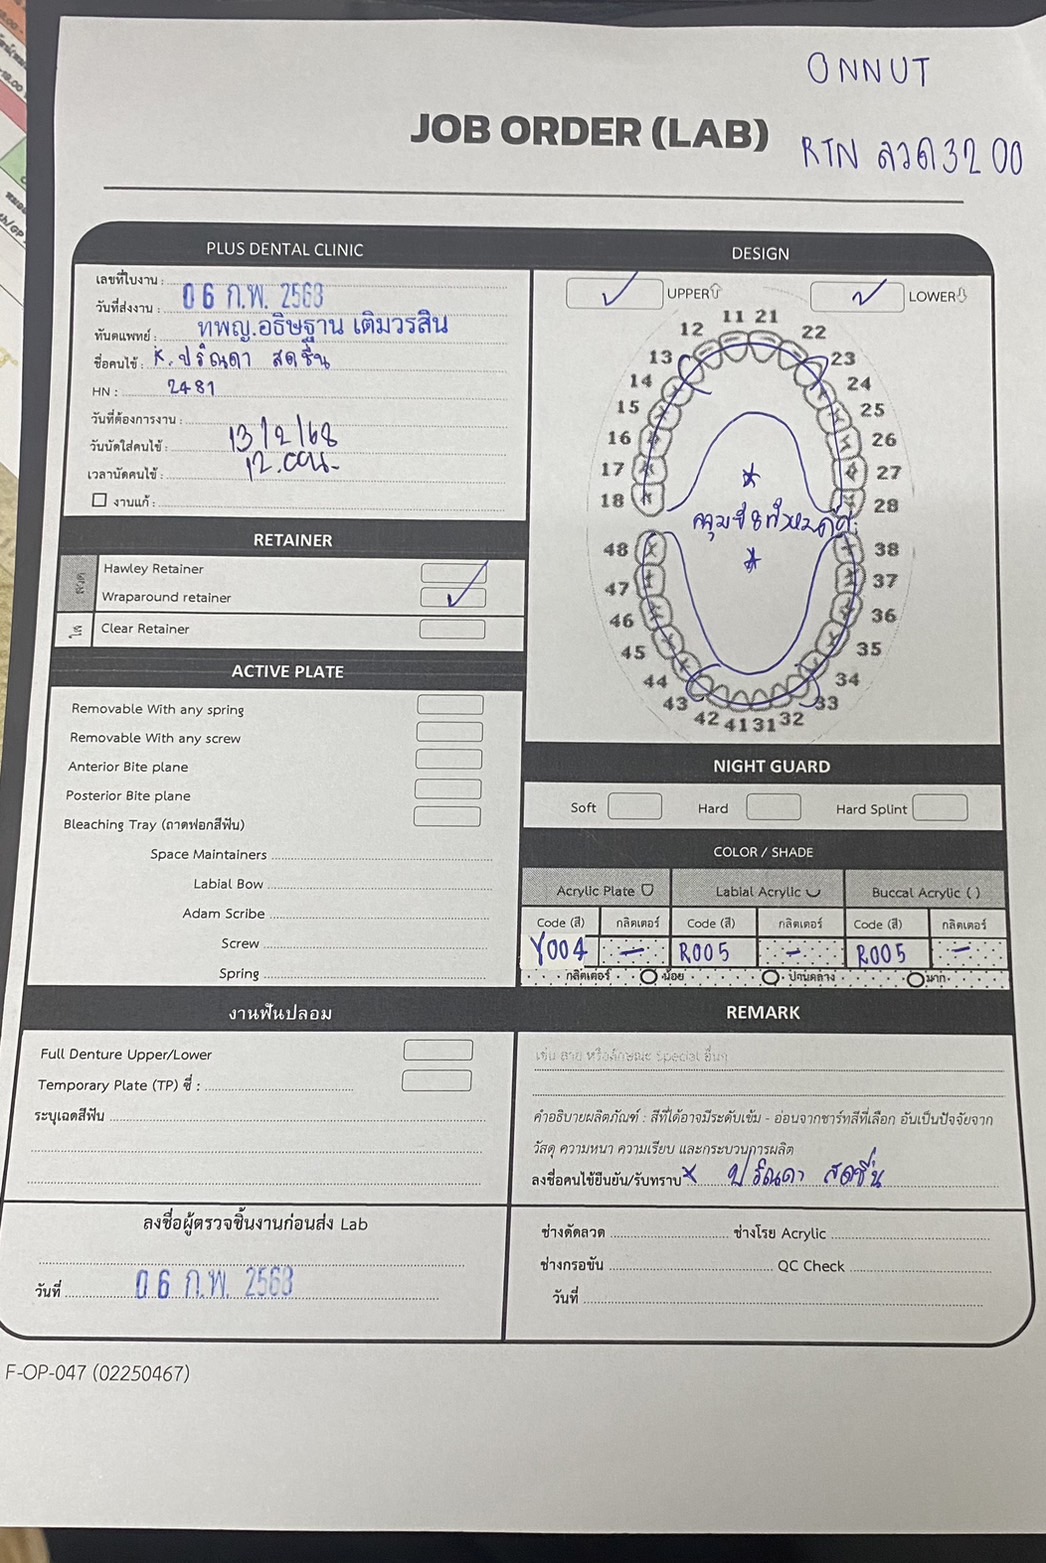 ONNUT
JOB ORDER (LAB)
RTN ลวด 3200
PLUS DENTAL CLINIC
เลขที่ใบงาน :
วันที่ส่งงาน : 06 ก.พ. 2568
ทันตแพทย์ : ทพญ.อธิษฐาน เติมวรสิน
ชื่อคนไข้ : K. ปริณดา สดชื่น
HN : 2481
วันที่ต้องการงาน :
วันนัดใส่คนไข้ : 13/2/68
เวลานัดคนไข้ : 12.00น.
งานแก้ :
DESIGN
UPPER
LOWER
11 21
12 22
13 23
14 24
15 25
16 26
17 27
18 28
คลุมซี่ 8 ทั้งหมด
48 38
47 37
46 36
45 35
44 34
43 33
42 41 31 32
RETAINER
ลวด
Hawley Retainer
Wraparound retainer
ใส
Clear Retainer
ACTIVE PLATE
Removable With any spring
Removable With any screw
Anterior Bite plane
Posterior Bite plane
Bleaching Tray (ถาดฟอกสีฟัน)
Space Maintainers
Labial Bow
Adam Scribe
Screw
Spring
NIGHT GUARD
Soft Hard Hard Splint
COLOR / SHADE
Acrylic Plate Labial Acrylic Buccal Acrylic ( )
Code (สี) กลิตเตอร์ Code (สี) กลิตเตอร์ Code (สี) กลิตเตอร์
Y004 - R005 - R005 -
กลิตเตอร์ น้อย ปานกลาง มาก
งานฟันปลอม
Full Denture Upper/Lower
Temporary Plate (TP) ซี่ :
ระบุเฉดสีฟัน
REMARK
เช่น ลาย หรือลักษณะ Special อื่นๆ
คำอธิบายผลิตภัณฑ์ : สีที่ได้อาจมีระดับเข้ม - อ่อนจากชาร์ทสีที่เลือก อันเป็นปัจจัยจาก
วัสดุ ความหนา ความเรียบ และกระบวนการผลิต
ลงชื่อคนไข้ยืนยัน/รับทราบ x ปริณดา สดชื่น
ลงชื่อผู้ตรวจชิ้นงานก่อนส่ง Lab
วันที่ 06 ก.พ. 2568
ช่างดัดลวด ช่างโรย Acrylic
ช่างกรอขัน QC Check
วันที่
F-OP-047 (02250467)